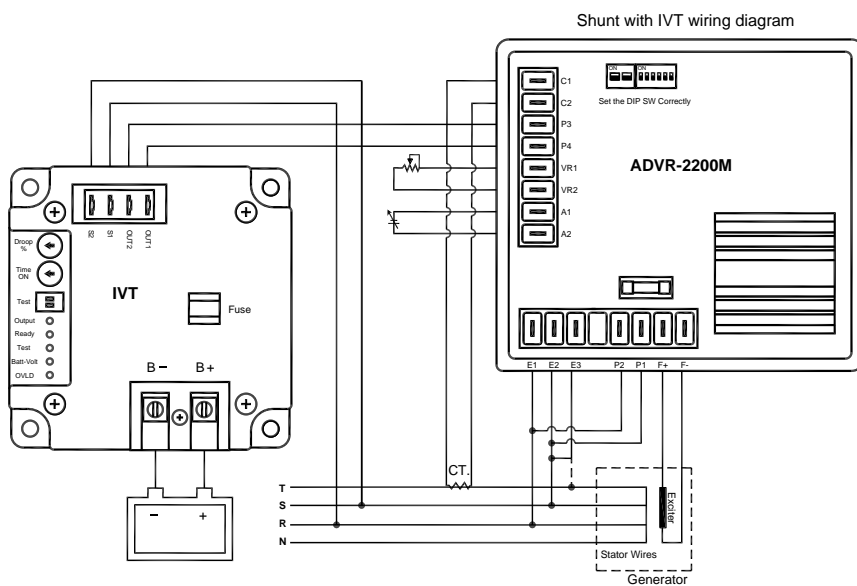 Shunt with IVT wiring diagram
ON
ON
Set the DIP SW Correctly
C1
C2
P3
P4
VR1
VR2
A1
A2
ADVR-2200M
E1 E2 E3 P2 P1 F+ F-
S2 S1 OUT2 OUT1
Droop
%
Time
ON
Test
Output
Ready
Test
Batt-Volt
OVLD
IVT
Fuse
B− B+
− +
CT.
T
S
R
N
Exciter
Stator Wires
Generator